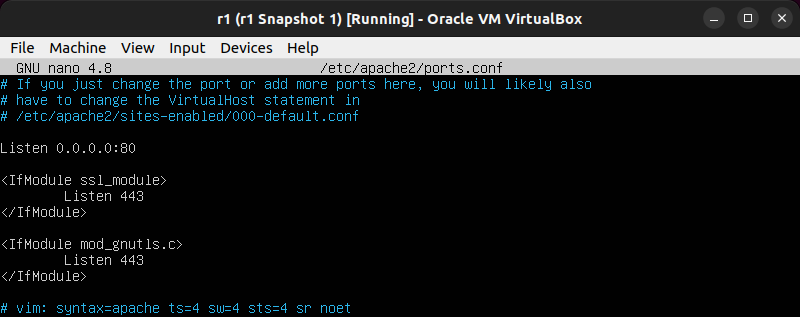 r1 (r1 Snapshot 1) [Running] - Oracle VM VirtualBox
File Machine View Input Devices Help
GNU nano 4.8 /etc/apache2/ports.conf
# If you just change the port or add more ports here, you will likely also
# have to change the VirtualHost statement in
# /etc/apache2/sites-enabled/000-default.conf
Listen 0.0.0.0:80
<IfModule ssl_module>
Listen 443
</IfModule>
<IfModule mod_gnutls.c>
Listen 443
</IfModule>
# vim: syntax=apache ts=4 sw=4 sts=4 sr noet